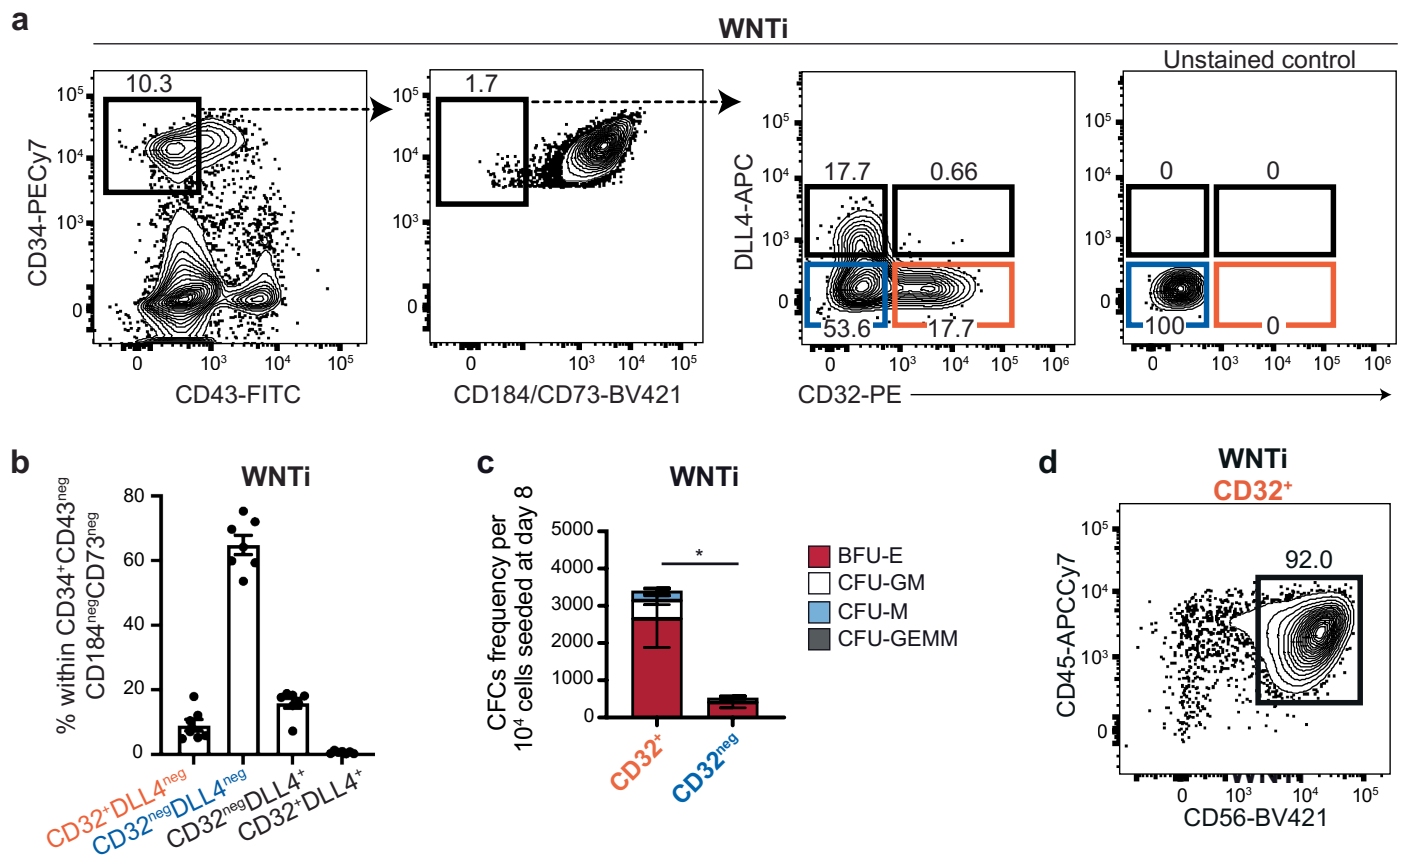 a
WNTi
Unstained control
10.3
1.7
17.7
0.66
0
0
53.6
17.7
100
0
CD34-PECy7
10⁵
10⁴
10³
0
0
10³
10⁴
10⁵
CD43-FITC
10⁵
10⁴
10³
0
0
10³
10⁴
10⁵
CD184/CD73-BV421
DLL4-APC
10⁵
10⁴
10³
0
0
10³
10⁴
10⁵
10⁶
CD32-PE
10⁵
10⁴
10³
0
0
10³
10⁴
10⁵
10⁶
b
WNTi
% within CD34⁺CD43ⁿᵉᵍ
CD184ⁿᵉᵍCD73ⁿᵉᵍ
80
60
40
20
0
CD32⁺DLL4ⁿᵉᵍ
CD32ⁿᵉᵍDLL4ⁿᵉᵍ
CD32ⁿᵉᵍDLL4⁺
CD32⁺DLL4⁺
c
WNTi
CFCs frequency per
10⁴ cells seeded at day 8
5000
4000
3000
2000
1000
0
*
CD32⁺
CD32ⁿᵉᵍ
BFU-E
CFU-GM
CFU-M
CFU-GEMM
d
WNTi
CD32⁺
92.0
CD45-APCCy7
10⁵
10⁴
10³
0
WNTi
0
10³
10⁴
10⁵
CD56-BV421